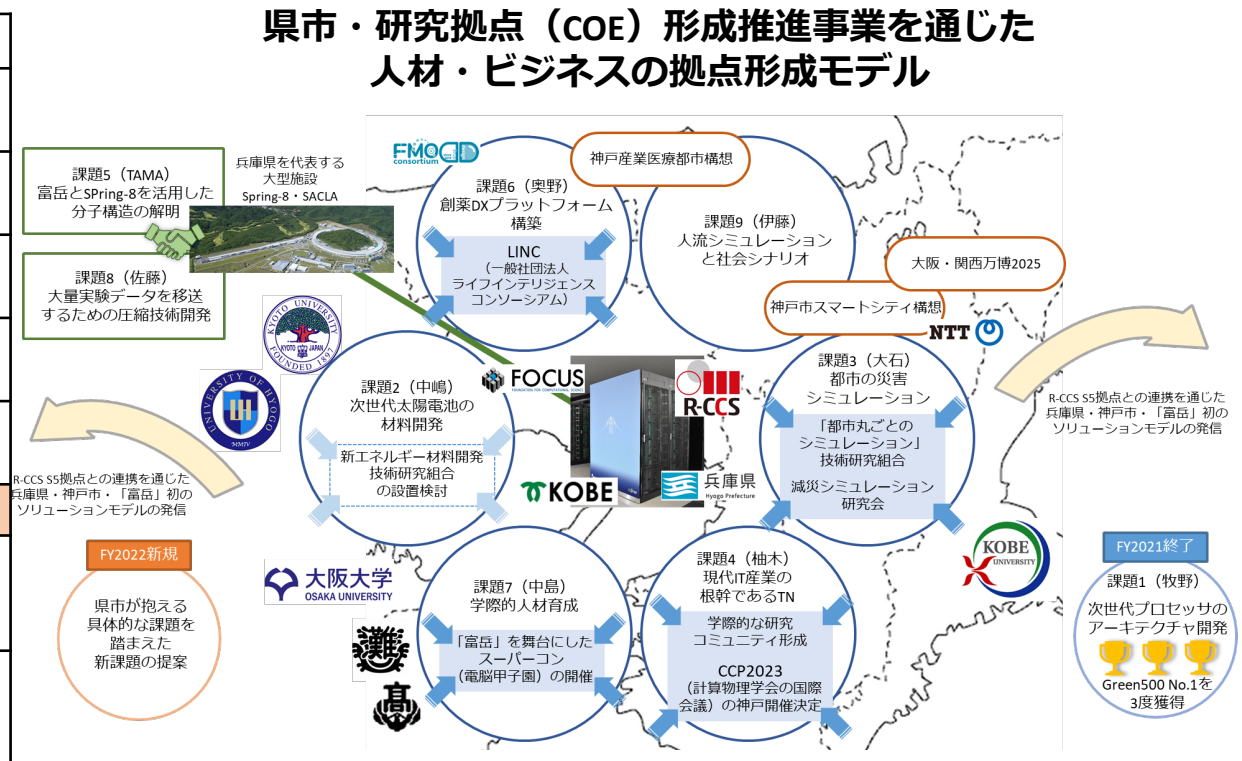 県市・研究拠点（COE）形成推進事業を通じた
人材・ビジネスの拠点形成モデル
課題5（TAMA）
富岳とSPring-8を活用した
分子構造の解明
課題8（佐藤）
大量実験データを移送
するための圧縮技術開発
兵庫県を代表する
大型施設
Spring-8・SACLA
FMODD
consortium
課題6（奥野）
創薬DXプラットフォーム
構築
LINC
（一般社団法人
ライフインテリジェンス
コンソーシアム）
神戸産業医療都市構想
課題9（伊藤）
人流シミュレーション
と社会シナリオ
大阪・関西万博2025
神戸市スマートシティ構想
NTT
KYOTO UNIVERSITY
KYOTO JAPAN
FOUNDED 1897
UNIVERSITY OF HYOGO
MMIV
課題2（中嶋）
次世代太陽電池の
材料開発
新エネルギー材料開発
技術研究組合
の設置検討
FOCUS
FOUNDATION FOR COMPUTATIONAL SCIENCE
R-CCS
KOBE
兵庫県
Hyogo Prefecture
課題3（大石）
都市の災害
シミュレーション
「都市丸ごとの
シミュレーション」
技術研究組合
減災シミュレーション
研究会
R-CCS S5拠点との連携を通じた
兵庫県・神戸市・「富岳」初の
ソリューションモデルの発信
R-CCS S5拠点との連携を通じた
兵庫県・神戸市・「富岳」初の
ソリューションモデルの発信
FY2022新規
県市が抱える
具体的な課題を
踏まえた
新課題の提案
大阪大学
OSAKA UNIVERSITY
灘
高
課題7（中島）
学際的人材育成
「富岳」を舞台にした
スーパーコン
（電脳甲子園）の開催
課題4（柚木）
現代IT産業の
根幹であるTN
学際的な研究
コミュニティ形成
CCP2023
（計算物理学会の国際
会議）の神戸開催決定
KOBE
UNIVERSITY
FY2021終了
課題1（牧野）
次世代プロセッサの
アーキテクチャ開発
Green500 No.1を
3度獲得